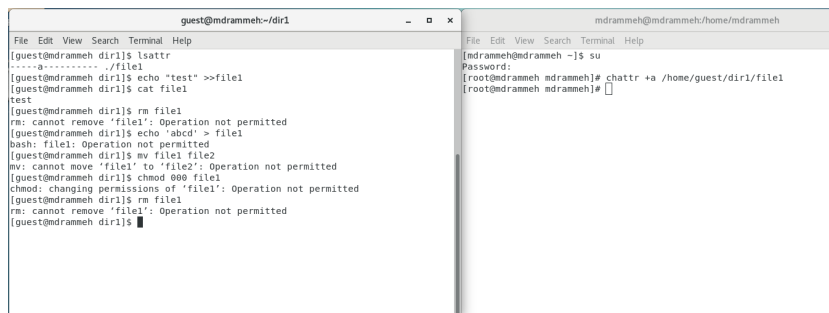 guest@mdrammeh:~/dir1
File Edit View Search Terminal Help
[guest@mdrammeh dir1]$ lsattr
-----a---------- ./file1
[guest@mdrammeh dir1]$ echo "test" >>file1
[guest@mdrammeh dir1]$ cat file1
test
[guest@mdrammeh dir1]$ rm file1
rm: cannot remove ‘file1’: Operation not permitted
[guest@mdrammeh dir1]$ echo 'abcd' > file1
bash: file1: Operation not permitted
[guest@mdrammeh dir1]$ mv file1 file2
mv: cannot move ‘file1’ to ‘file2’: Operation not permitted
[guest@mdrammeh dir1]$ chmod 000 file1
chmod: changing permissions of ‘file1’: Operation not permitted
[guest@mdrammeh dir1]$ rm file1
rm: cannot remove ‘file1’: Operation not permitted
[guest@mdrammeh dir1]$
mdrammeh@mdrammeh:/home/mdrammeh
File Edit View Search Terminal Help
[mdrammeh@mdrammeh ~]$ su
Password:
[root@mdrammeh mdrammeh]# chattr +a /home/guest/dir1/file1
[root@mdrammeh mdrammeh]#